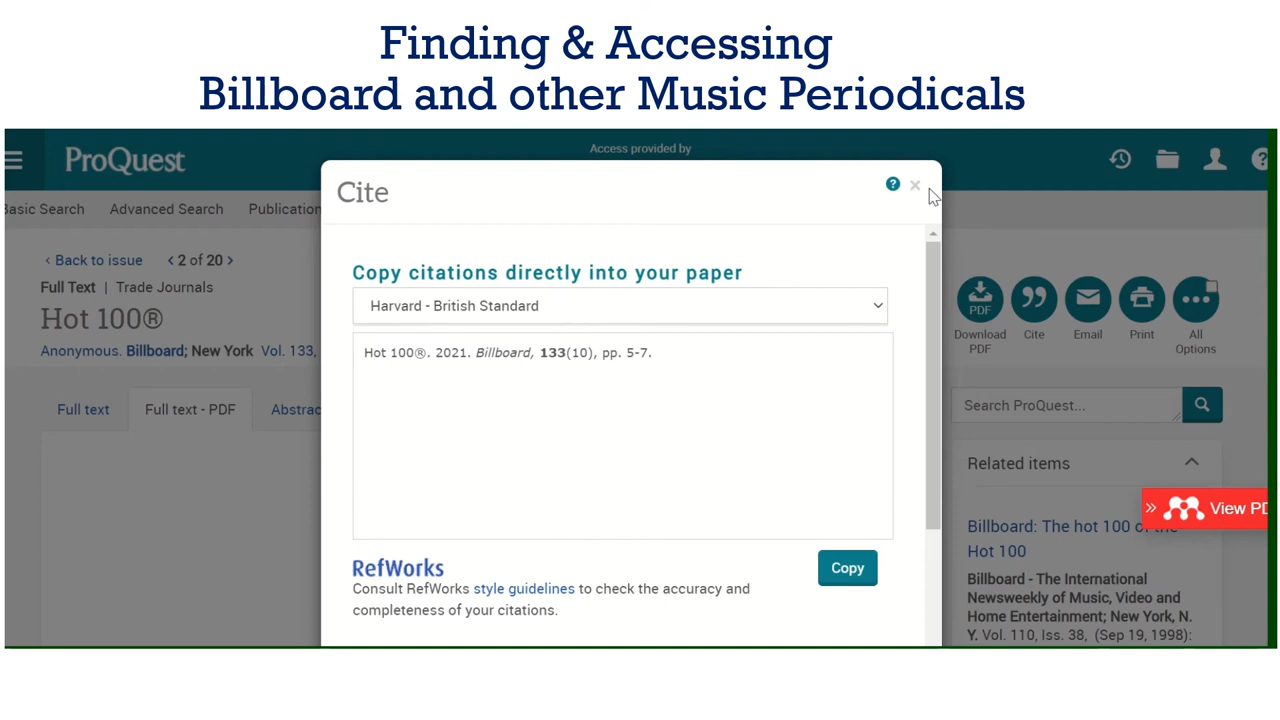 Finding & Accessing
Billboard and other Music Periodicals
ProQuest
Access provided by
?
Basic Search Advanced Search Publication
Cite
?
‹ Back to issue ‹ 2 of 20 ›
Full Text | Trade Journals
Hot 100®
Anonymous. Billboard; New York Vol. 133,
Full text Full text - PDF Abstrac
Copy citations directly into your paper
Harvard - British Standard
Hot 100®. 2021. Billboard, 133(10), pp. 5-7.
RefWorks
Copy
Consult RefWorks style guidelines to check the accuracy and
completeness of your citations.
PDF
Download
PDF
Cite
Email
Print
All
Options
Search ProQuest...
Related items
» View PD
Billboard: The hot 100 of the
Hot 100
Billboard - The International
Newsweekly of Music, Video and
Home Entertainment; New York, N.
Y. Vol. 110, Iss. 38, (Sep 19, 1998):